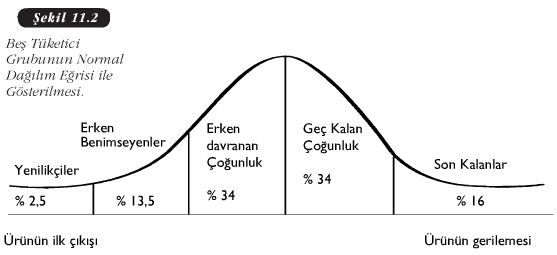 Şekil 11.2
Beş Tüketici
Grubunun Normal
Dağılım Eğrisi ile
Gösterilmesi.
Yenilikçiler
% 2,5
Erken
Benimseyenler
% 13,5
Erken
davranan
Çoğunluk
% 34
Geç Kalan
Çoğunluk
% 34
Son Kalanlar
% 16
Ürünün ilk çıkışı
Ürünün gerilemesi